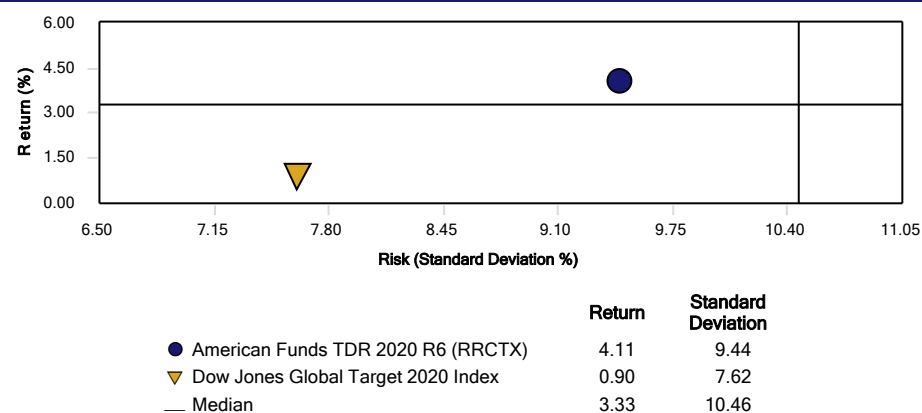 6.00
4.50
3.00
1.50
0.00
Return (%)
6.50 7.15 7.80 8.45 9.10 9.75 10.40 11.05
Risk (Standard Deviation %)
Return Standard Deviation
American Funds TDR 2020 R6 (RRCTX) 4.11 9.44
Dow Jones Global Target 2020 Index 0.90 7.62
Median 3.33 10.46